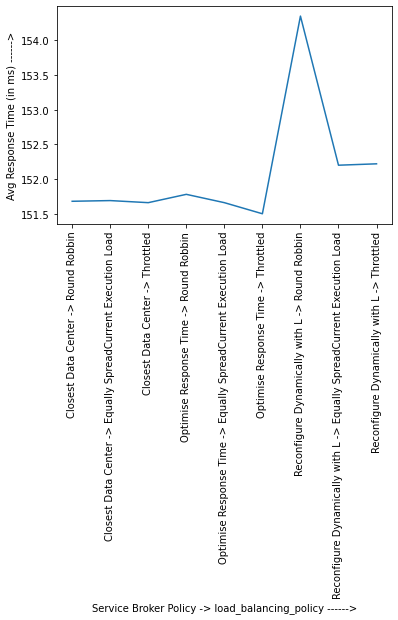 Avg Response Time (in ms) ------>
154.0
153.5
153.0
152.5
152.0
151.5
Closest Data Center -> Round Robbin
Closest Data Center -> Equally SpreadCurrent Execution Load
Closest Data Center -> Throttled
Optimise Response Time -> Round Robbin
Optimise Response Time -> Equally SpreadCurrent Execution Load
Optimise Response Time -> Throttled
Reconfigure Dynamically with L -> Round Robbin
Reconfigure Dynamically with L -> Equally SpreadCurrent Execution Load
Reconfigure Dynamically with L -> Throttled
Service Broker Policy -> load_balancing_policy ------>